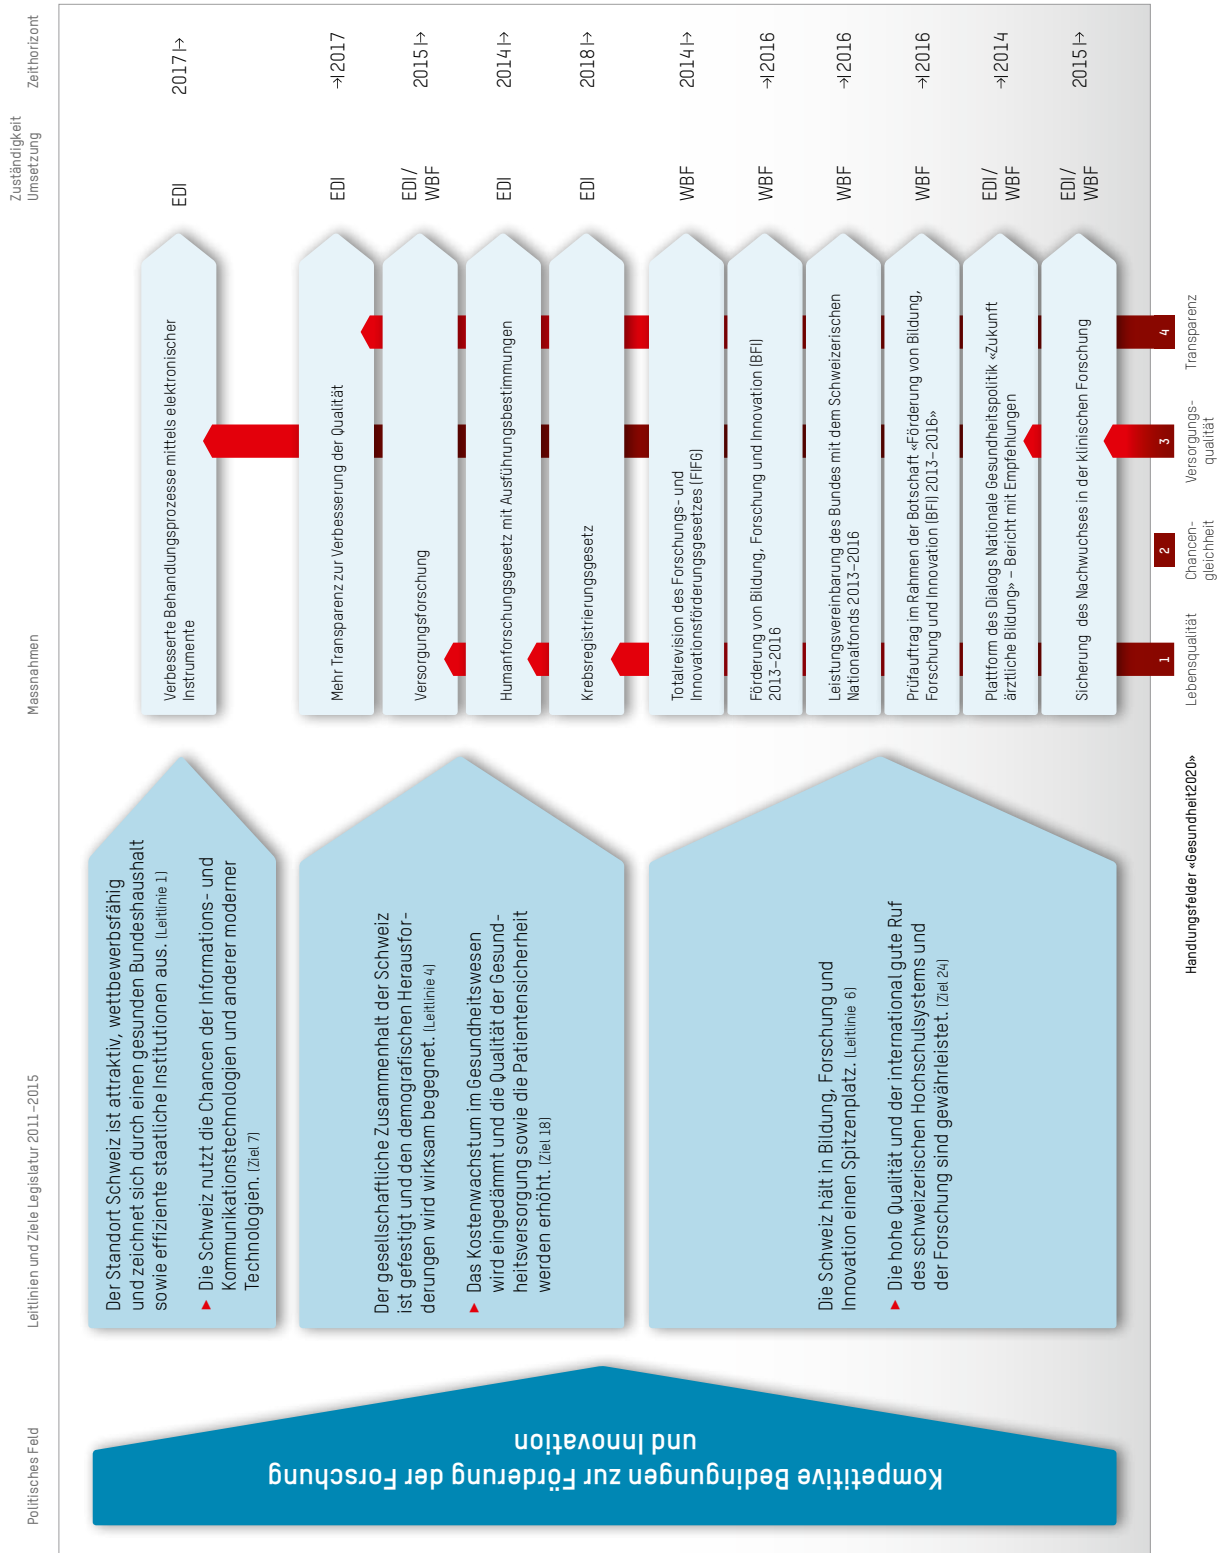 Politisches Feld
Leitlinien und Ziele Legislatur 2011–2015
Massnahmen
Zuständigkeit
Umsetzung
Zeithorizont
Kompetitive Bedingungen zur Förderung der Forschung
und Innovation
Der Standort Schweiz ist attraktiv, wettbewerbsfähig
und zeichnet sich durch einen gesunden Bundeshaushalt
sowie effiziente staatliche Institutionen aus. (Leitlinie 1)
▶ Die Schweiz nutzt die Chancen der Informations- und
Kommunikationstechnologien und anderer moderner
Technologien. (Ziel 7)
Verbesserte Behandlungsprozesse mittels elektronischer
Instrumente
EDI
2017 I→
Der gesellschaftliche Zusammenhalt der Schweiz
ist gefestigt und den demografischen Herausfor-
derungen wird wirksam begegnet. (Leitlinie 4)
▶ Das Kostenwachstum im Gesundheitswesen
wird eingedämmt und die Qualität der Gesund-
heitsversorgung sowie die Patientensicherheit
werden erhöht. (Ziel 18)
Mehr Transparenz zur Verbesserung der Qualität
EDI
→I 2017
Versorgungsforschung
EDI/
WBF
2015 I→
Humanforschungsgesetz mit Ausführungsbestimmungen
EDI
2014 I→
Krebsregistrierungsgesetz
EDI
2018 I→
Die Schweiz hält in Bildung, Forschung und
Innovation einen Spitzenplatz. (Leitlinie 6)
▶ Die hohe Qualität und der international gute Ruf
des schweizerischen Hochschulsystems und
der Forschung sind gewährleistet. (Ziel 24)
Totalrevision des Forschungs- und
Innovationsförderungsgesetzes (FIFG)
WBF
2014 I→
Förderung von Bildung, Forschung und Innovation (BFI)
2013–2016
WBF
→I 2016
Leistungsvereinbarung des Bundes mit dem Schweizerischen
Nationalfonds 2013–2016
WBF
→I 2016
Prüfauftrag im Rahmen der Botschaft «Förderung von Bildung,
Forschung und Innovation (BFI) 2013–2016»
WBF
→I 2016
Plattform des Dialogs Nationale Gesundheitspolitik «Zukunft
ärztliche Bildung» – Bericht mit Empfehlungen
EDI/
WBF
→I 2014
Sicherung des Nachwuchses in der klinischen Forschung
EDI/
WBF
2015 I→
Handlungsfelder «Gesundheit2020»
1
Lebensqualität
2
Chancen-
gleichheit
3
Versorgungs-
qualität
4
Transparenz